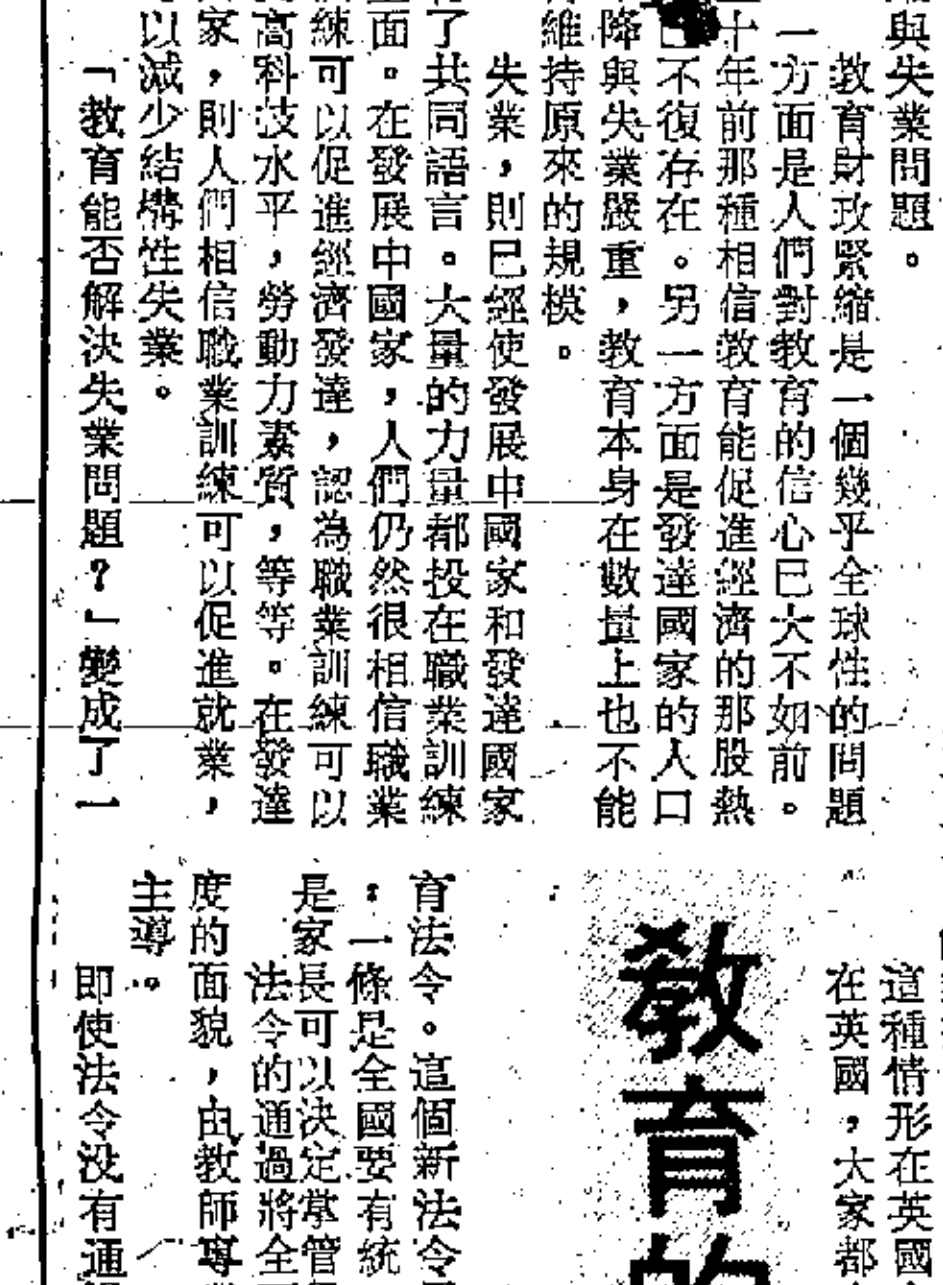 與失業問題。
教育財政緊縮是一個幾乎全球性的問題
一方面是人們對教育的信心已大不如前。
十年前那種相信教育能促進經濟的那股熱
已不復存在。另一方面是發達國家的人口
降與失業嚴重,教育本身在數量上也不能
維持原來的規模。
失業,則已經使發展中國家和發達國家
了共同語言。大量的力量都投在職業訓練
面。在發展中國家,人們仍然很相信職業
練可以促進經濟發達,認為職業訓練可以
高科技水平,勞動力素質,等等。在發達
家,則人們相信職業訓練可以促進就業,
以減少結構性失業。
「教育能否解決失業問題?」變成了一
這種情形在英國
在英國,大家都
教育的
育法令。這個新法令
:一條是全國要有統
是家長可以決定掌管
法令的通過將全
度的面貌,由教師專
主導。
即使法令没有通